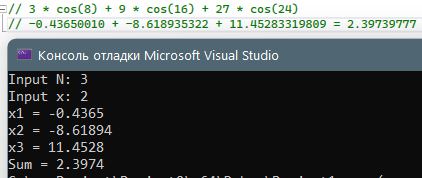 // 3 * cos(8) + 9 * cos(16) + 27 * cos(24)
// -0.43650010 + -8.618935322 + 11.45283319809 = 2.39739777
Консоль отладки Microsoft Visual Studio
Input N: 3
Input x: 2
x1 = -0.4365
x2 = -8.61894
x3 = 11.4528
Sum = 2.3974